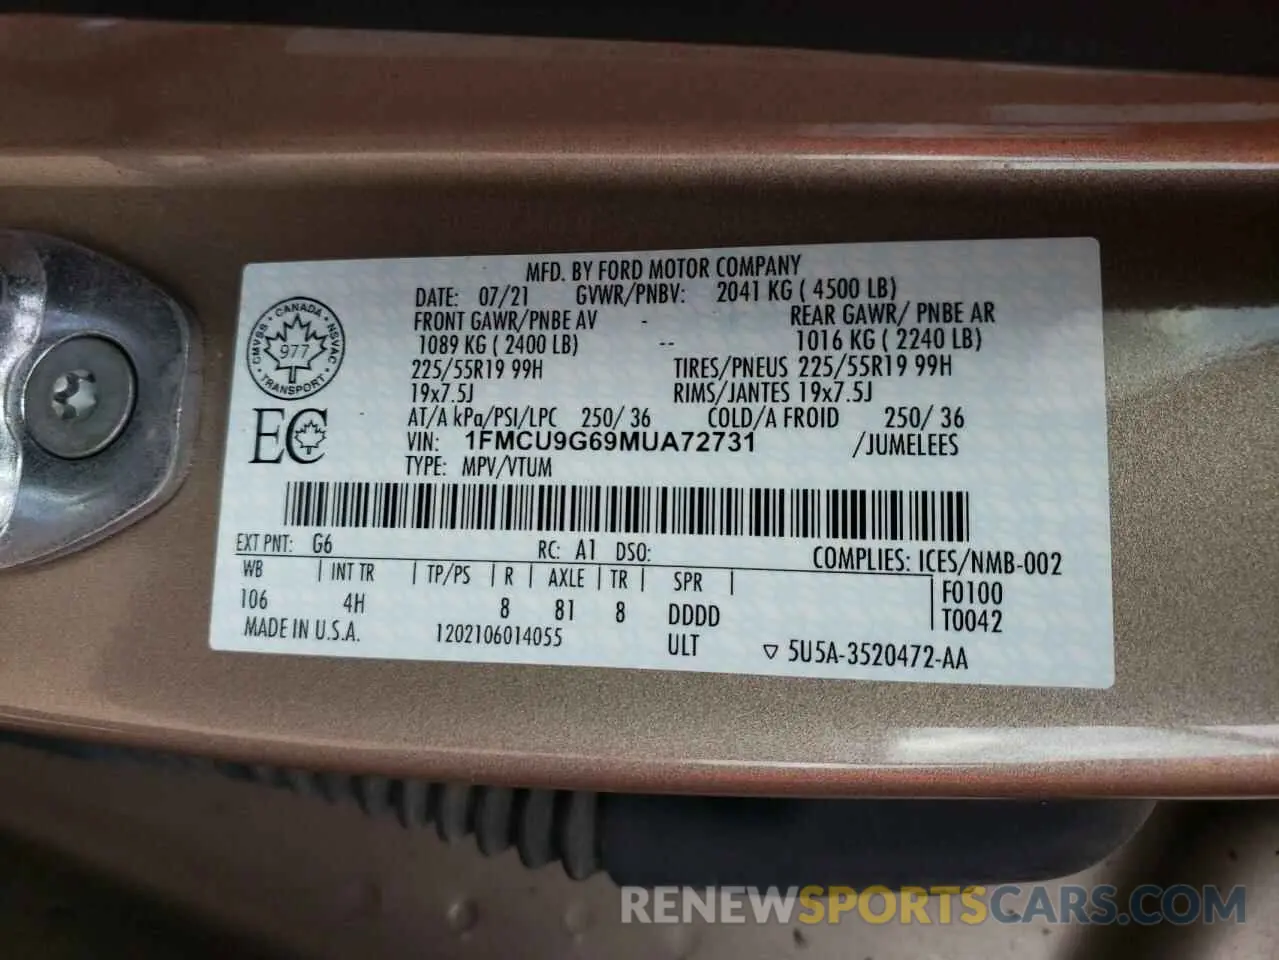 MFD. BY FORD MOTOR COMPANY
DATE: 07/21 GVWR/PNBV: 2041 KG ( 4500 LB)
FRONT GAWR/PNBE AV - REAR GAWR/ PNBE AR
1089 KG ( 2400 LB) -- 1016 KG ( 2240 LB)
225/55R19 99H TIRES/PNEUS 225/55R19 99H
19x7.5J RIMS/JANTES 19x7.5J
AT/A kPa/PSI/LPC 250/ 36 COLD/A FROID 250/ 36
VIN: 1FMCU9G69MUA72731 /JUMELEES
TYPE: MPV/VTUM
CANADA
CMVSS NSVAC
977
TRANSPORT
EC
EXT PNT: G6 RC: A1 DSO: COMPLIES: ICES/NMB-002
WB | INT TR | TP/PS | R | AXLE | TR | SPR | F0100
106 4H 8 81 8 DDDD T0042
MADE IN U.S.A. 1202106014055 ULT ▽ 5U5A-3520472-AA
RENEWSPORTSCARS.COM